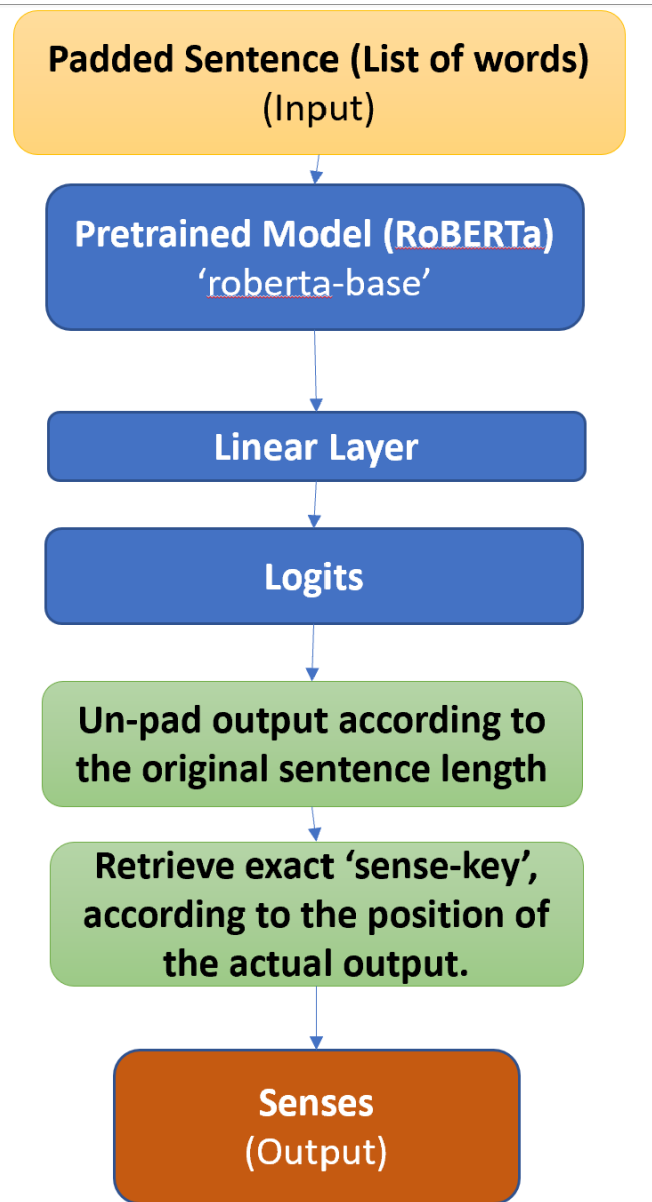 Padded Sentence (List of words)
(Input)
Pretrained Model (RoBERTa)
‘roberta-base’
Linear Layer
Logits
Un-pad output according to
the original sentence length
Retrieve exact ‘sense-key’,
according to the position of
the actual output.
Senses
(Output)